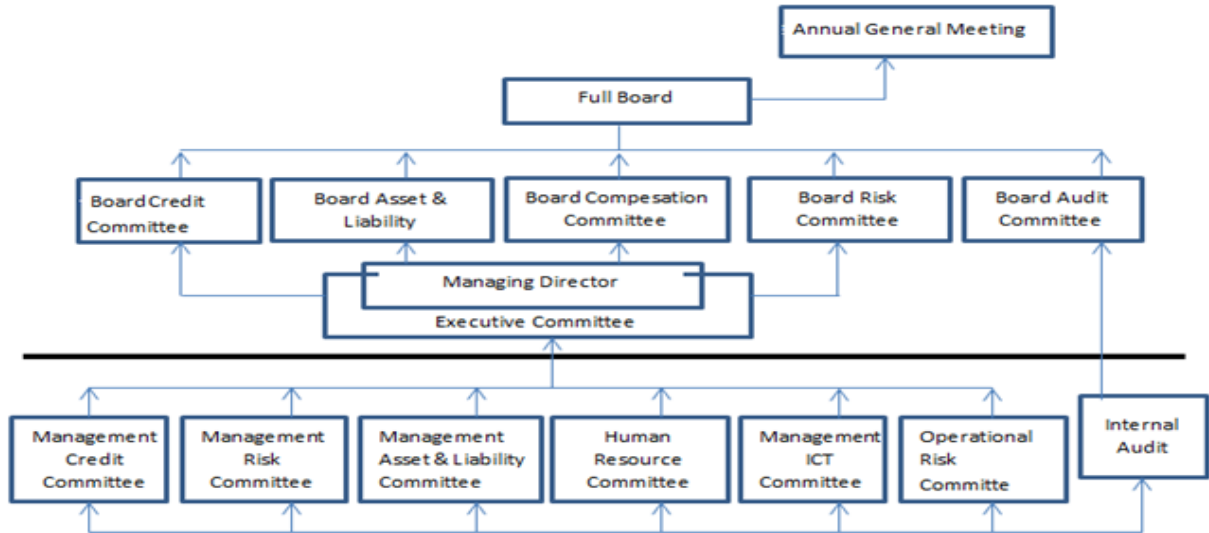 Annual General Meeting
Full Board
Board Credit
Committee
Board Asset &
Liability
Board Compesation
Committee
Board Risk
Committee
Board Audit
Committee
Managing Director
Executive Committee
Management
Credit
Committee
Management
Risk
Committee
Management
Asset & Liability
Committee
Human
Resource
Committee
Management
ICT
Committee
Operational
Risk
Committe
Internal
Audit